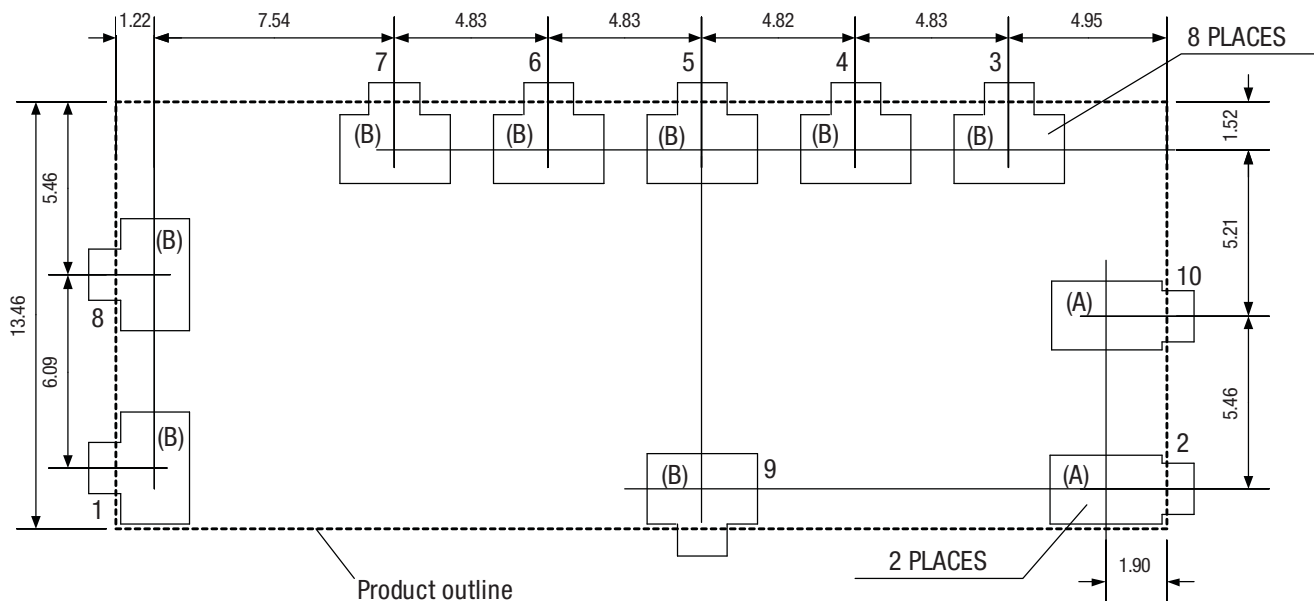 1.22
7.54
4.83
4.83
4.82
4.83
4.95
8 PLACES
7
6
5
4
3
(B)
(B)
(B)
(B)
(B)
1.52
5.46
5.21
13.46
(B)
8
10
(A)
6.09
5.46
(B)
1
(B)
9
(A)
2
2 PLACES
1.90
Product outline